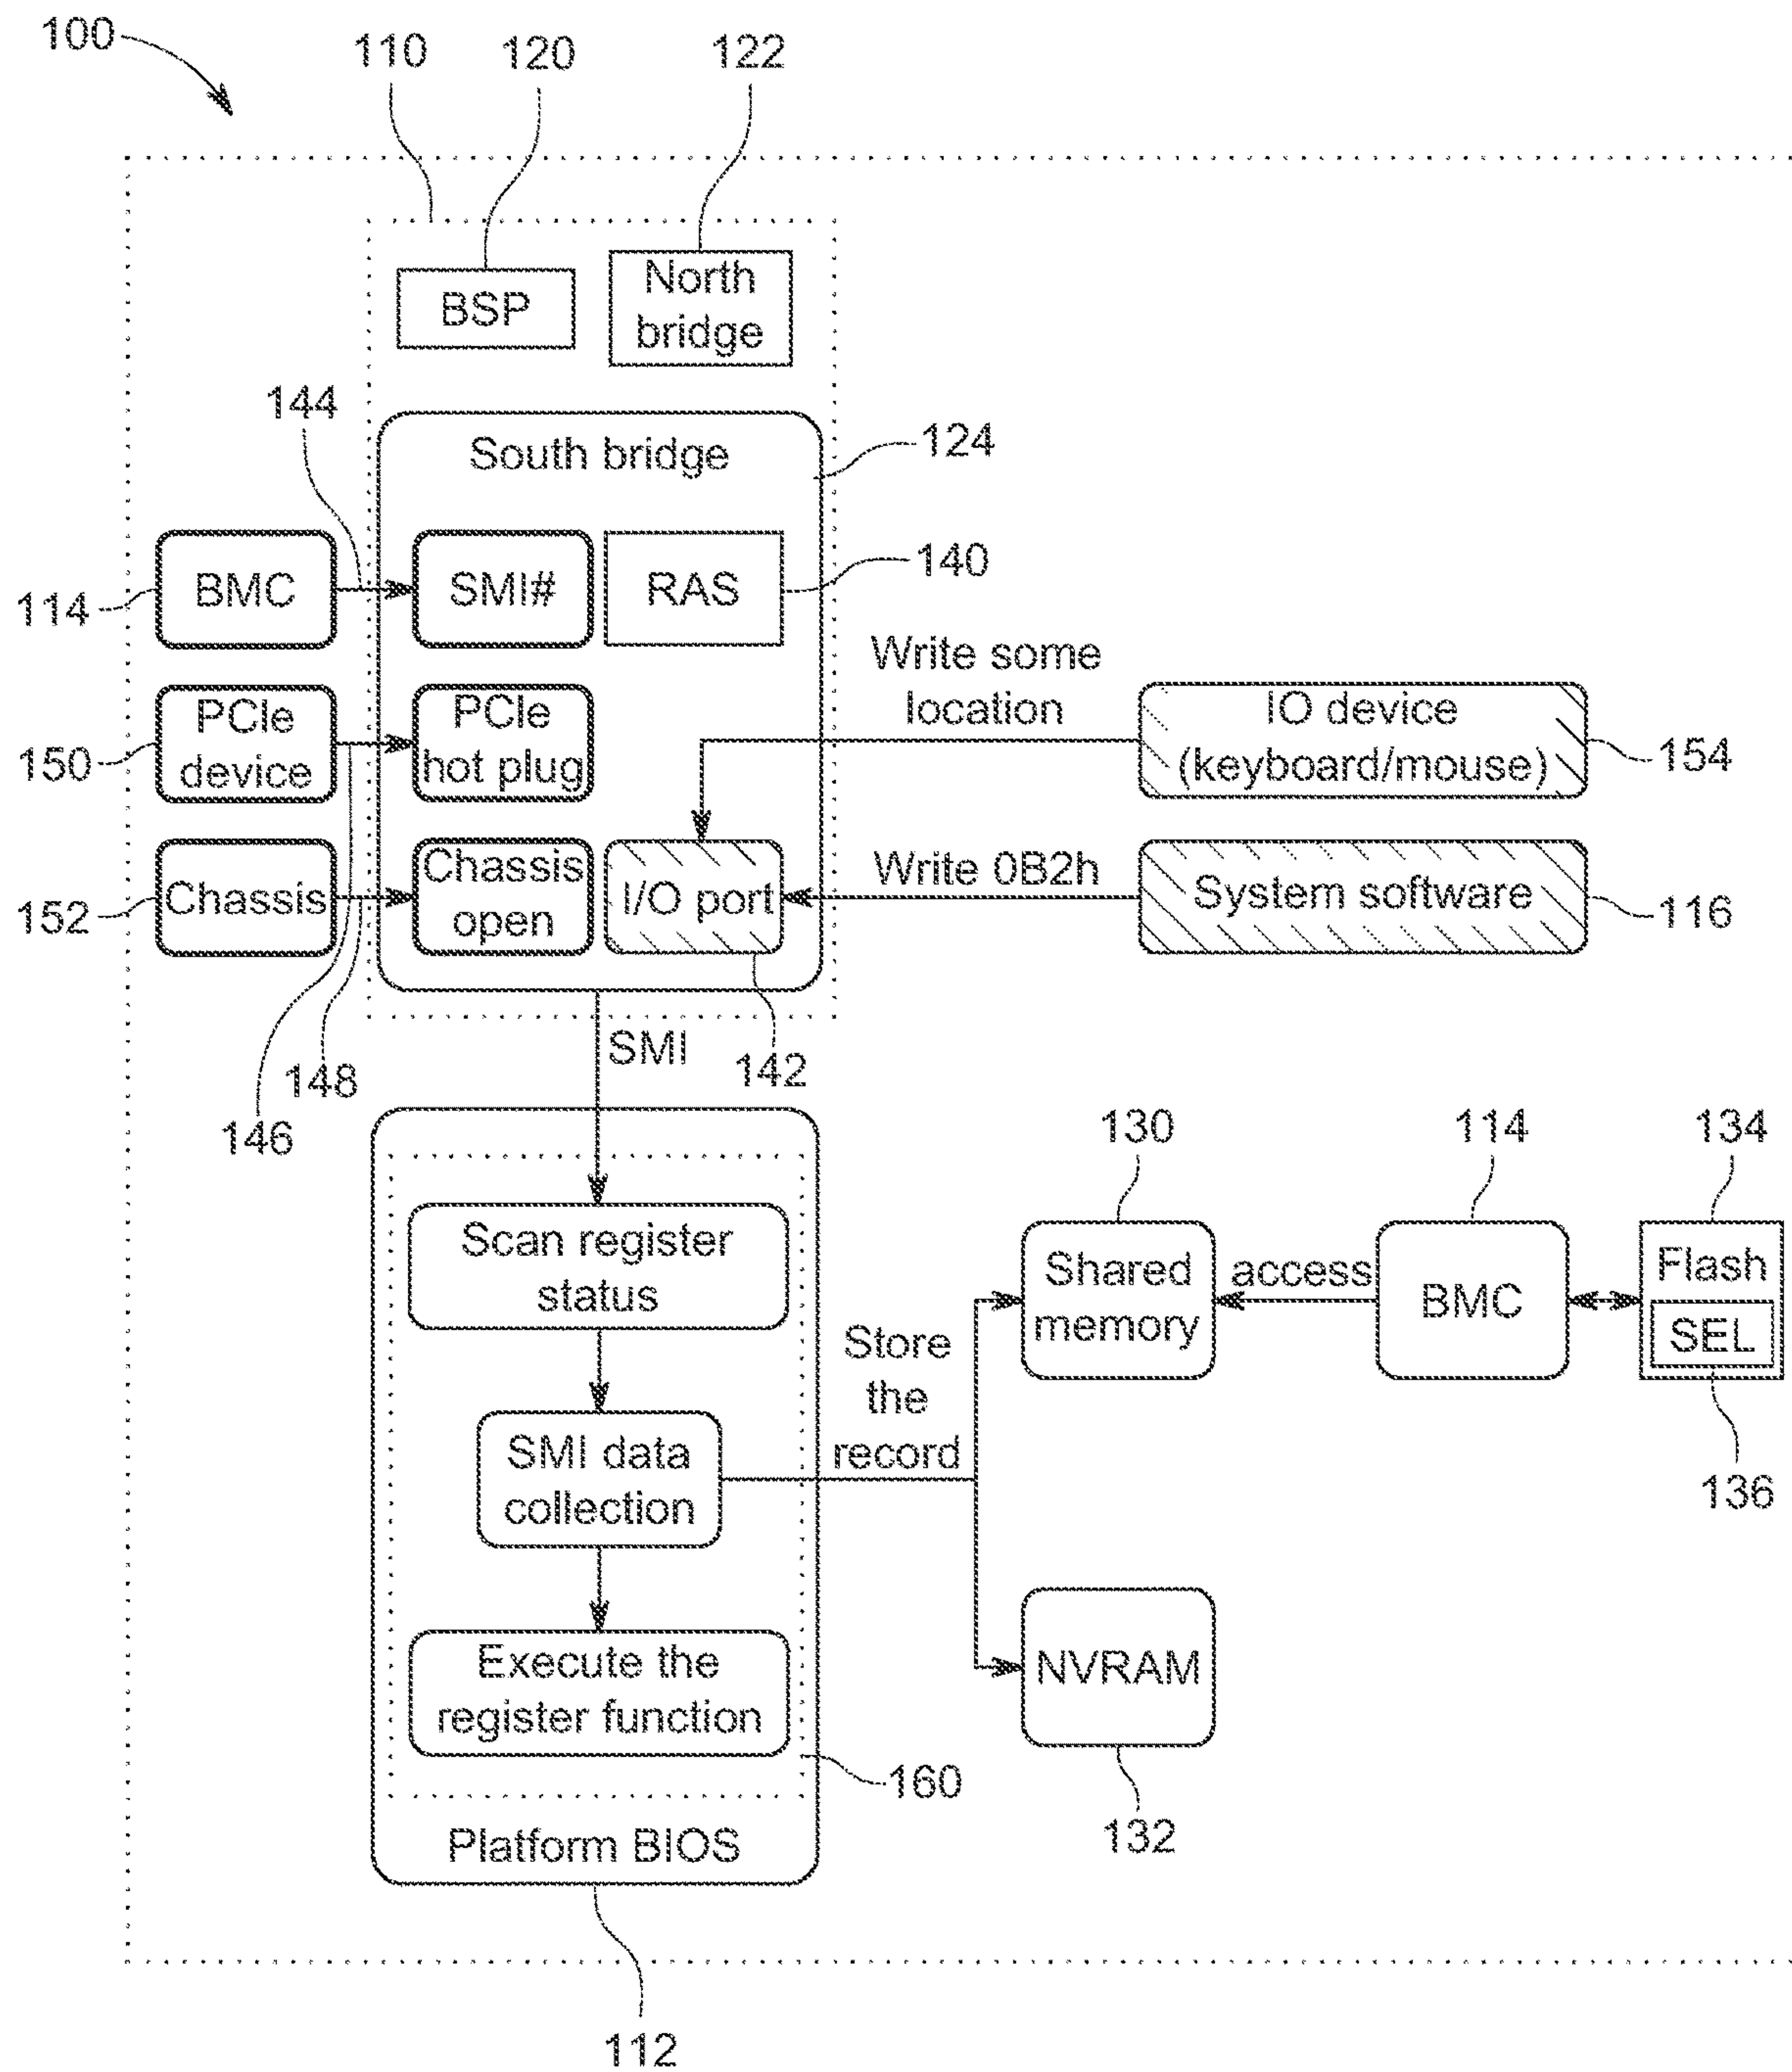 100
110
120
122
BSP
North
bridge
144
South bridge
124
114
BMC
SMI#
RAS
140
150
PCIe
device
PCIe
hot plug
Write some
location
IO device
(keyboard/mouse)
154
152
Chassis
Chassis
open
I/O port
Write 0B2h
System software
116
146
148
SMI
142
130
114
134
Scan register
status
Shared
memory
access
BMC
Flash
SEL
136
Store
the
record
SMI data
collection
Execute the
register function
NVRAM
132
160
Platform BIOS
112